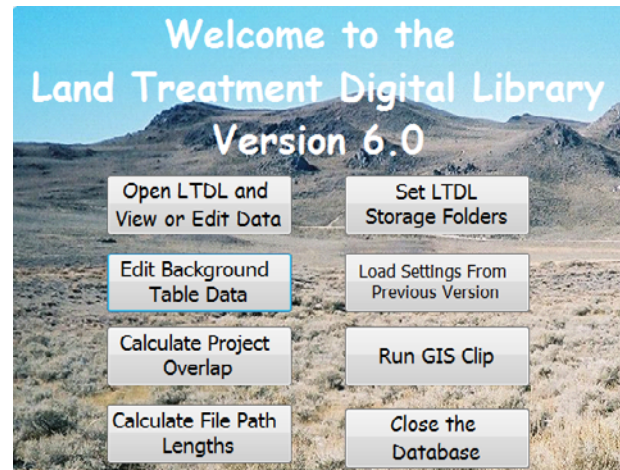 Welcome to the
Land Treatment Digital Library
Version 6.0
Open LTDL and
View or Edit Data
Set LTDL
Storage Folders
Edit Background
Table Data
Load Settings From
Previous Version
Calculate Project
Overlap
Run GIS Clip
Calculate File Path
Lengths
Close the
Database